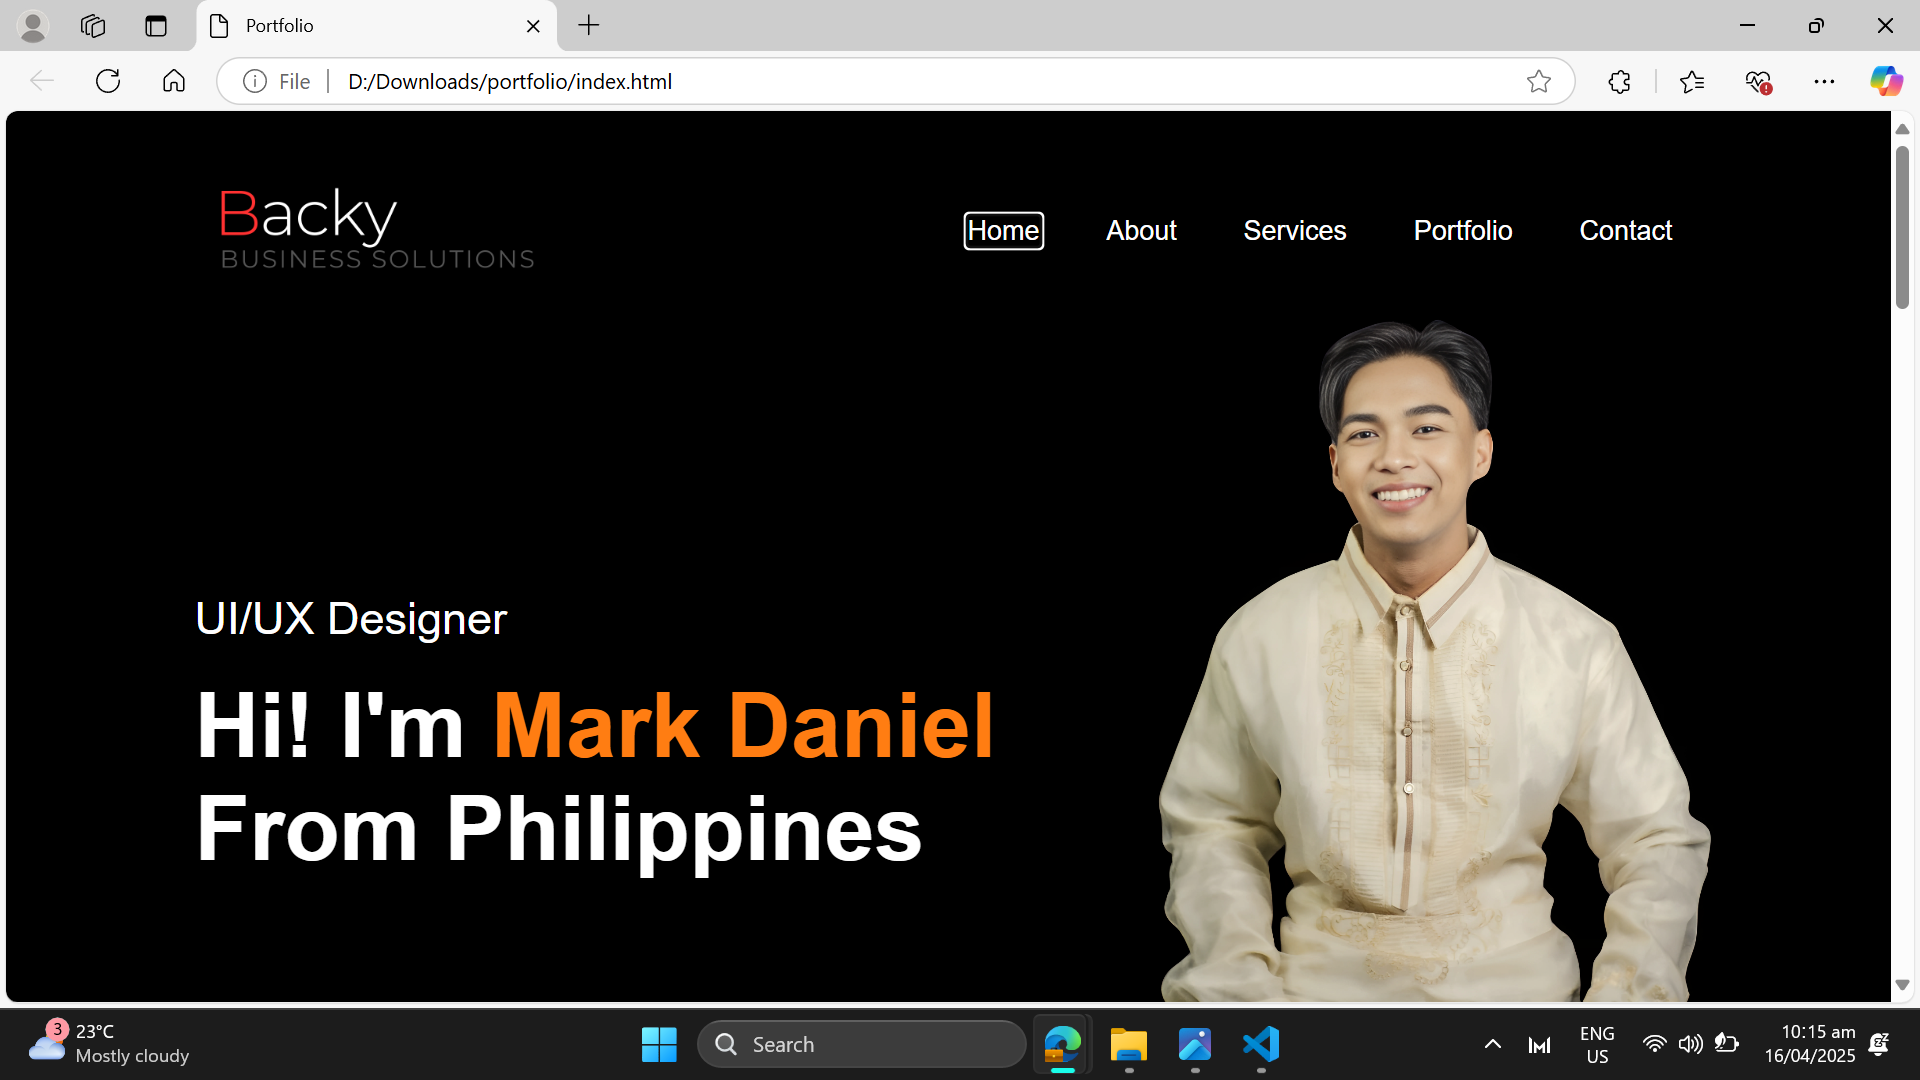 Portfolio
File
D:/Downloads/portfolio/index.html
Backy
BUSINESS SOLUTIONS
Home About Services Portfolio Contact
UI/UX Designer
Hi! I'm Mark Daniel
From Philippines
3
23°C
Mostly cloudy
Search
ENG
US
10:15 am
16/04/2025